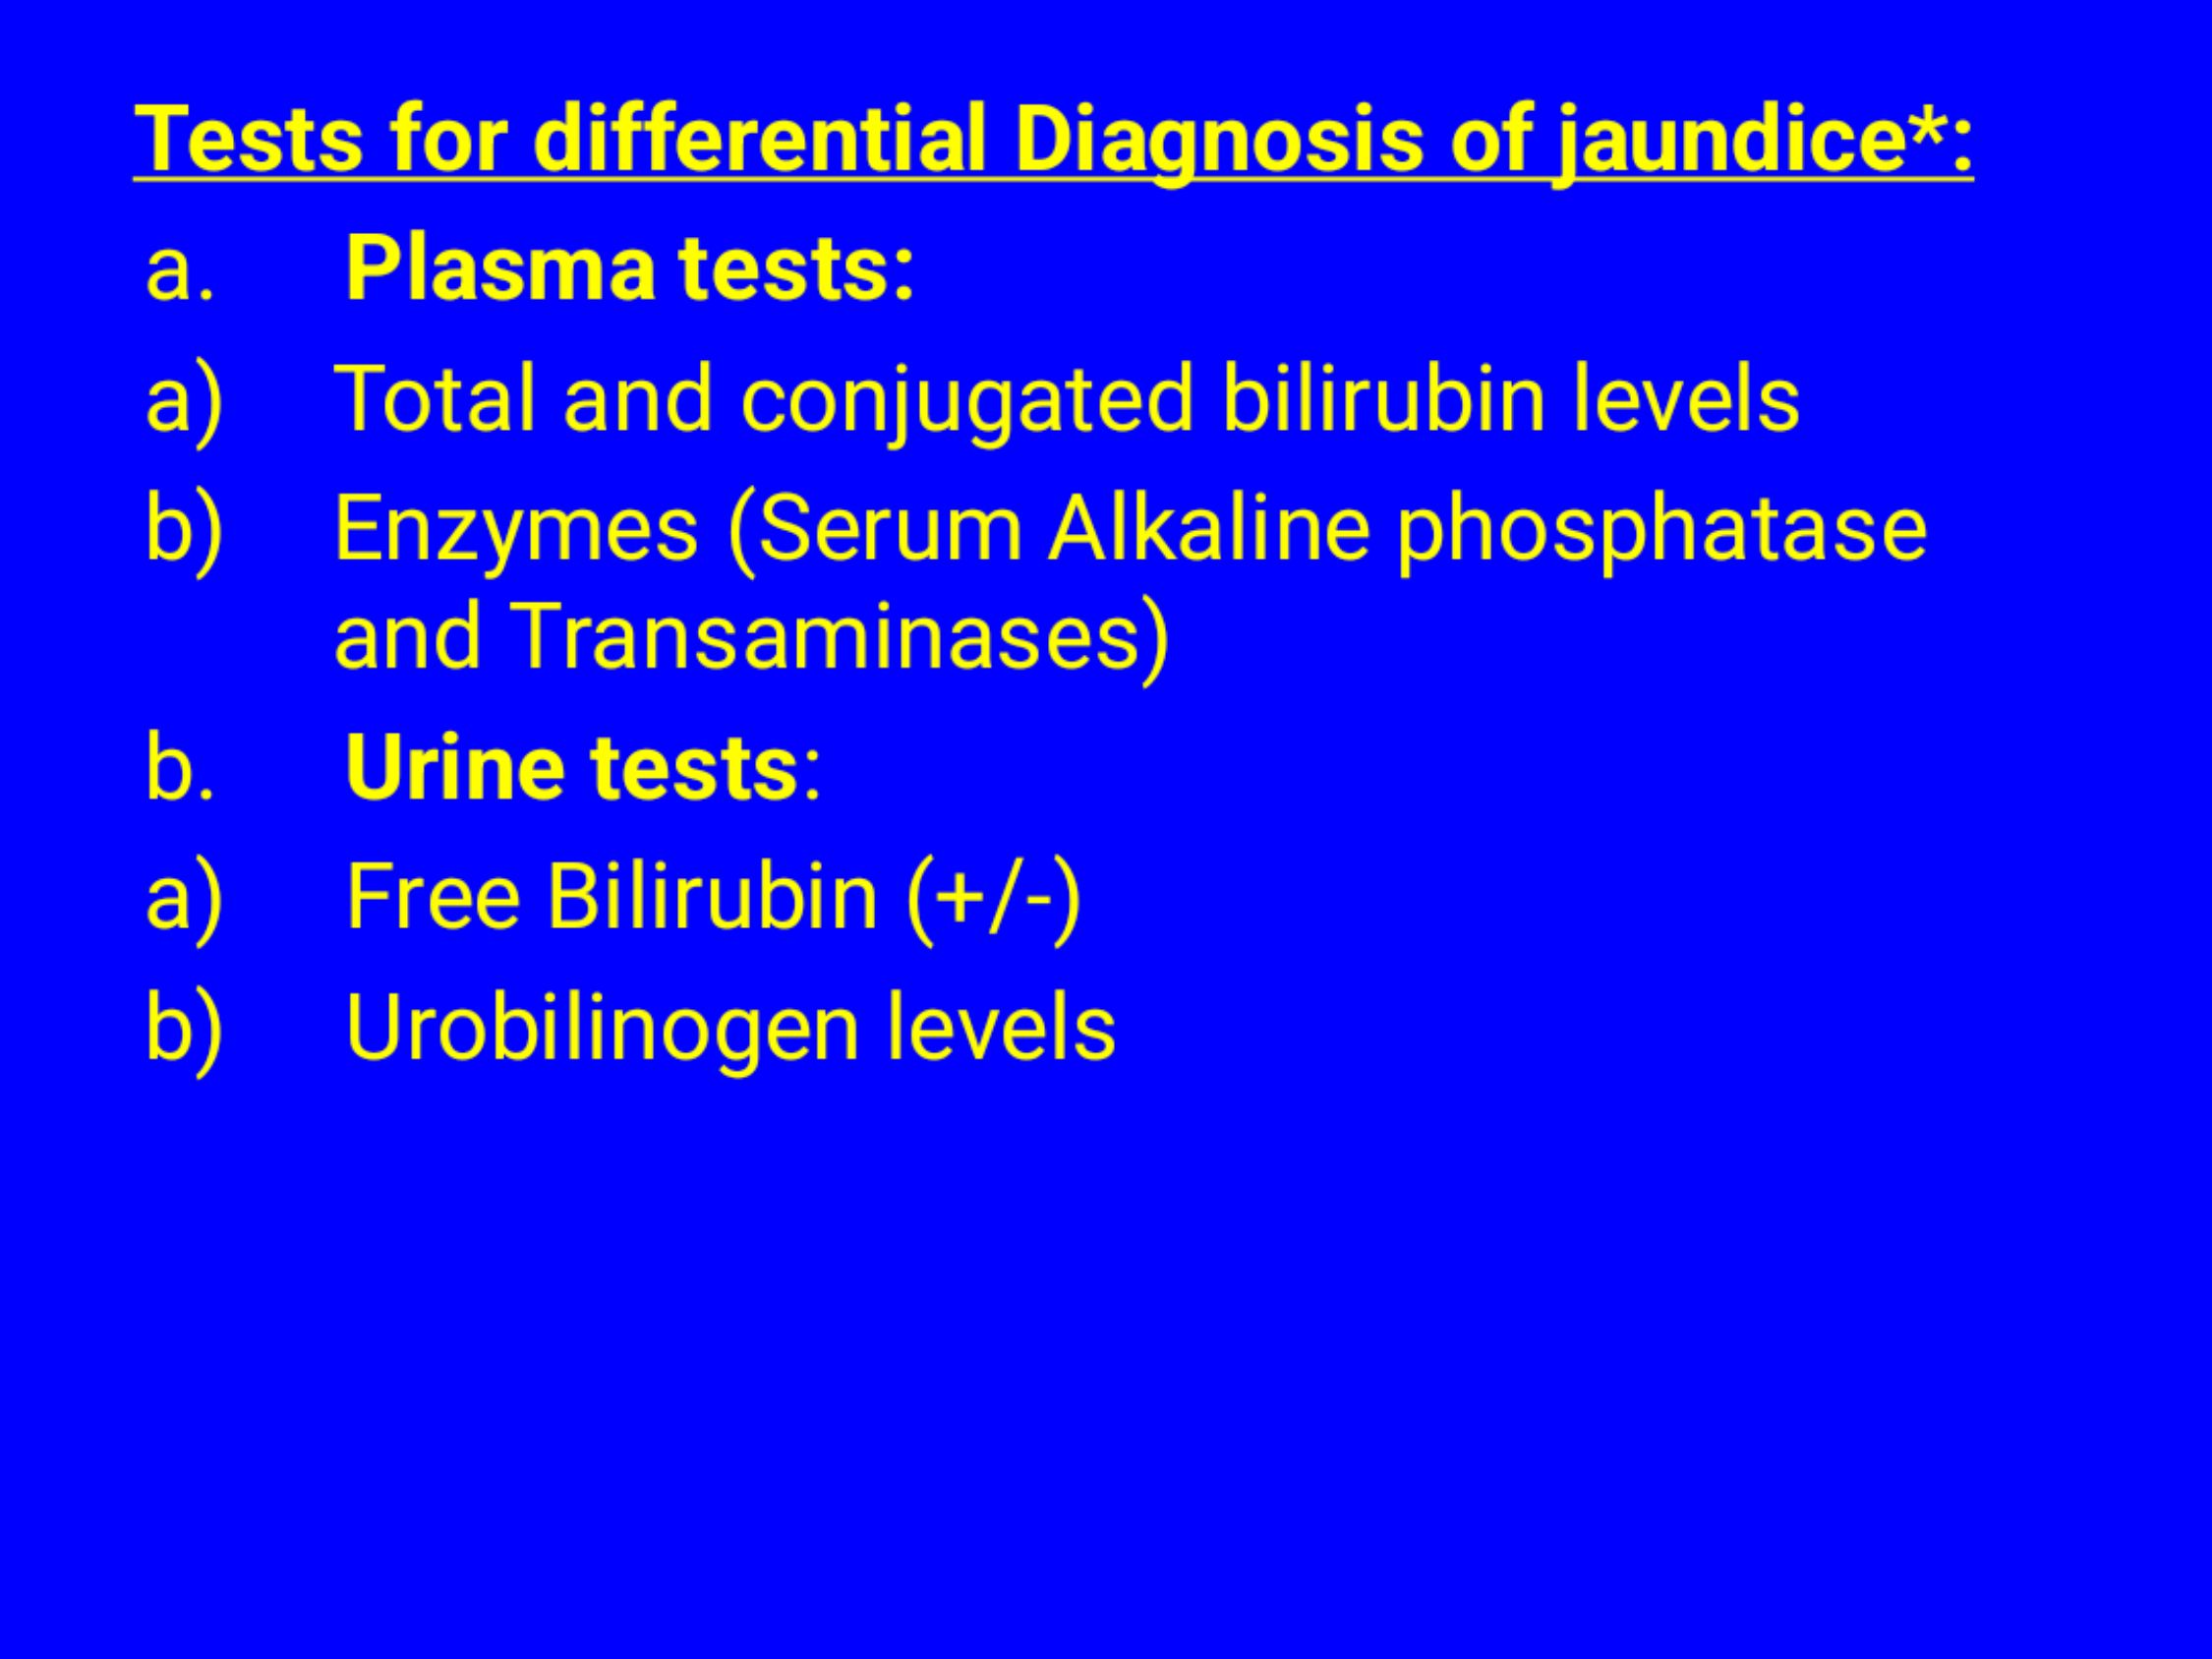 Tests for differential Diagnosis of jaundice*:
a. Plasma tests:
a) Total and conjugated bilirubin levels
b) Enzymes (Serum Alkaline phosphatase
and Transaminases)
b. Urine tests:
a) Free Bilirubin (+/-)
b) Urobilinogen levels